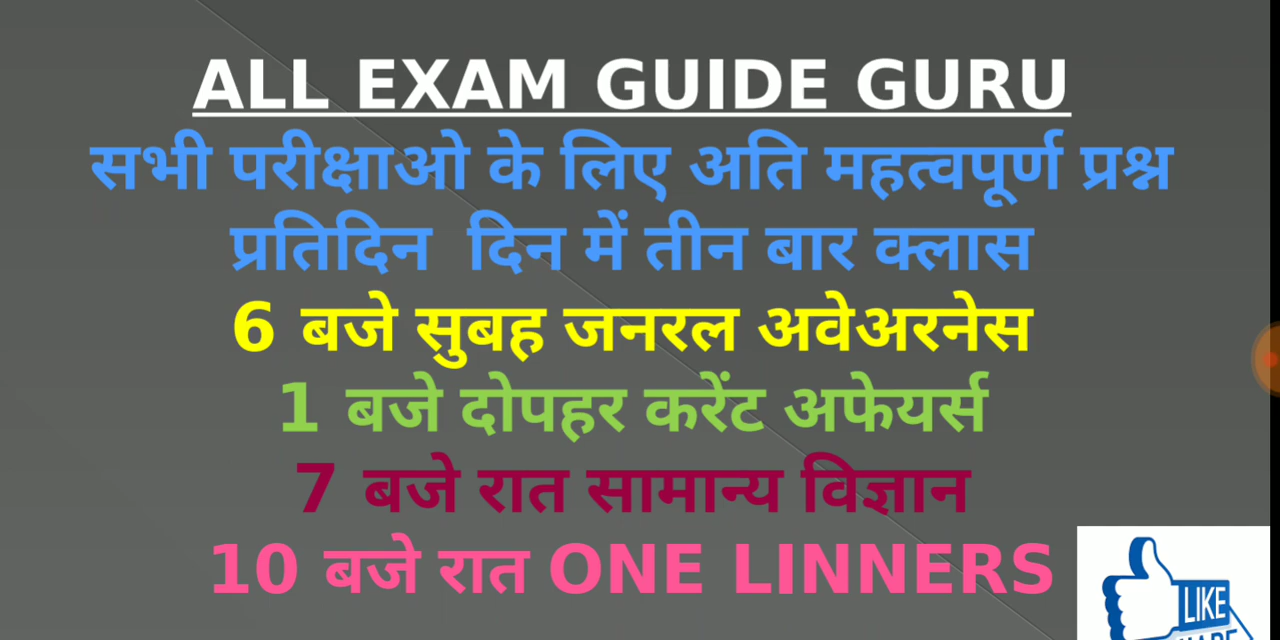 ALL EXAM GUIDE GURU
सभी परीक्षाओ के लिए अति महत्वपूर्ण प्रश्न
प्रतिदिन दिन में तीन बार क्लास
6 बजे सुबह जनरल अवेअरनेस
1 बजे दोपहर करेंट अफेयर्स
7 बजे रात सामान्य विज्ञान
10 बजे रात ONE LINNERS
LIKE